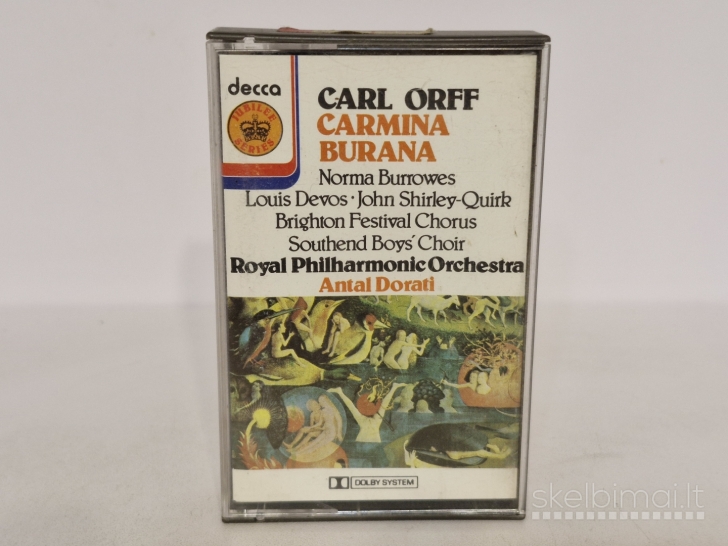 decca
JUBILEE
SERIES
CARL ORFF
CARMINA
BURANA
Norma Burrowes
Louis Devos · John Shirley-Quirk
Brighton Festival Chorus
Southend Boys' Choir
Royal Philharmonic Orchestra
Antal Dorati
DOLBY SYSTEM
skelbimai.lt